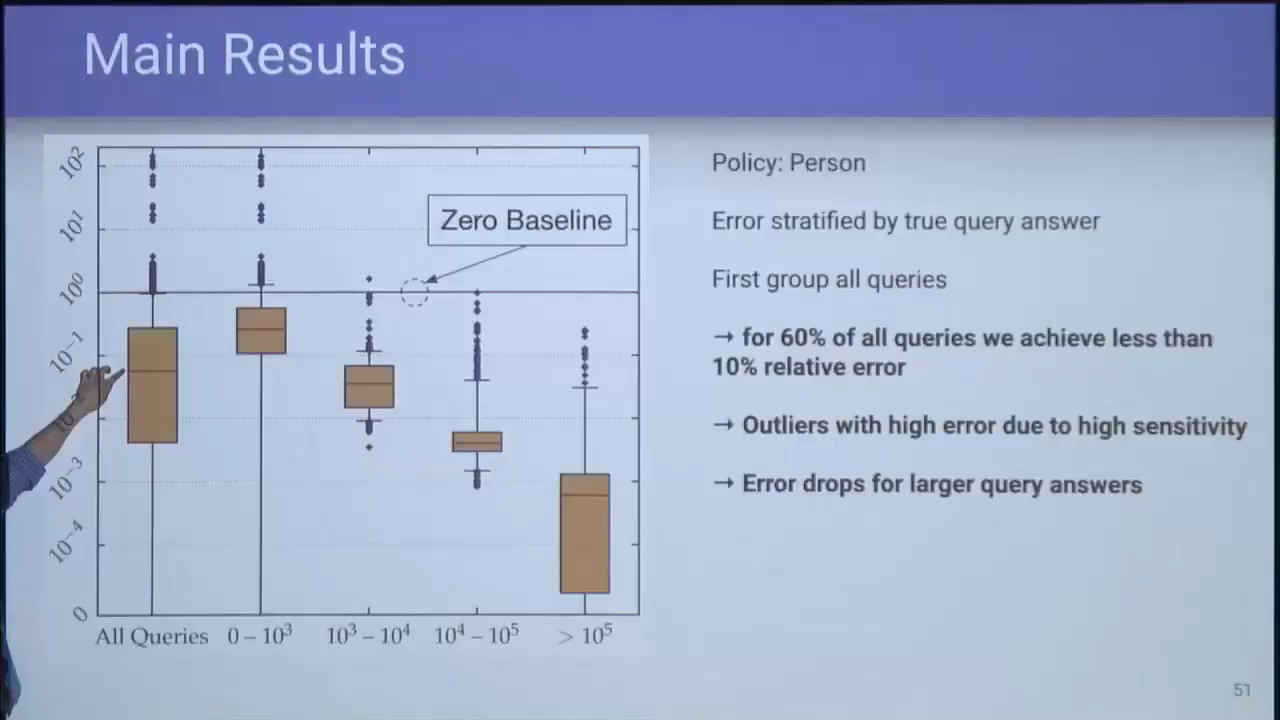 Main Results
10²
10¹
10⁰
10⁻¹
10⁻²
10⁻³
10⁻⁴
0
Zero Baseline
All Queries 0 – 10³ 10³ – 10⁴ 10⁴ – 10⁵ > 10⁵
Policy: Person
Error stratified by true query answer
First group all queries
→ for 60% of all queries we achieve less than
10% relative error
→ Outliers with high error due to high sensitivity
→ Error drops for larger query answers
51